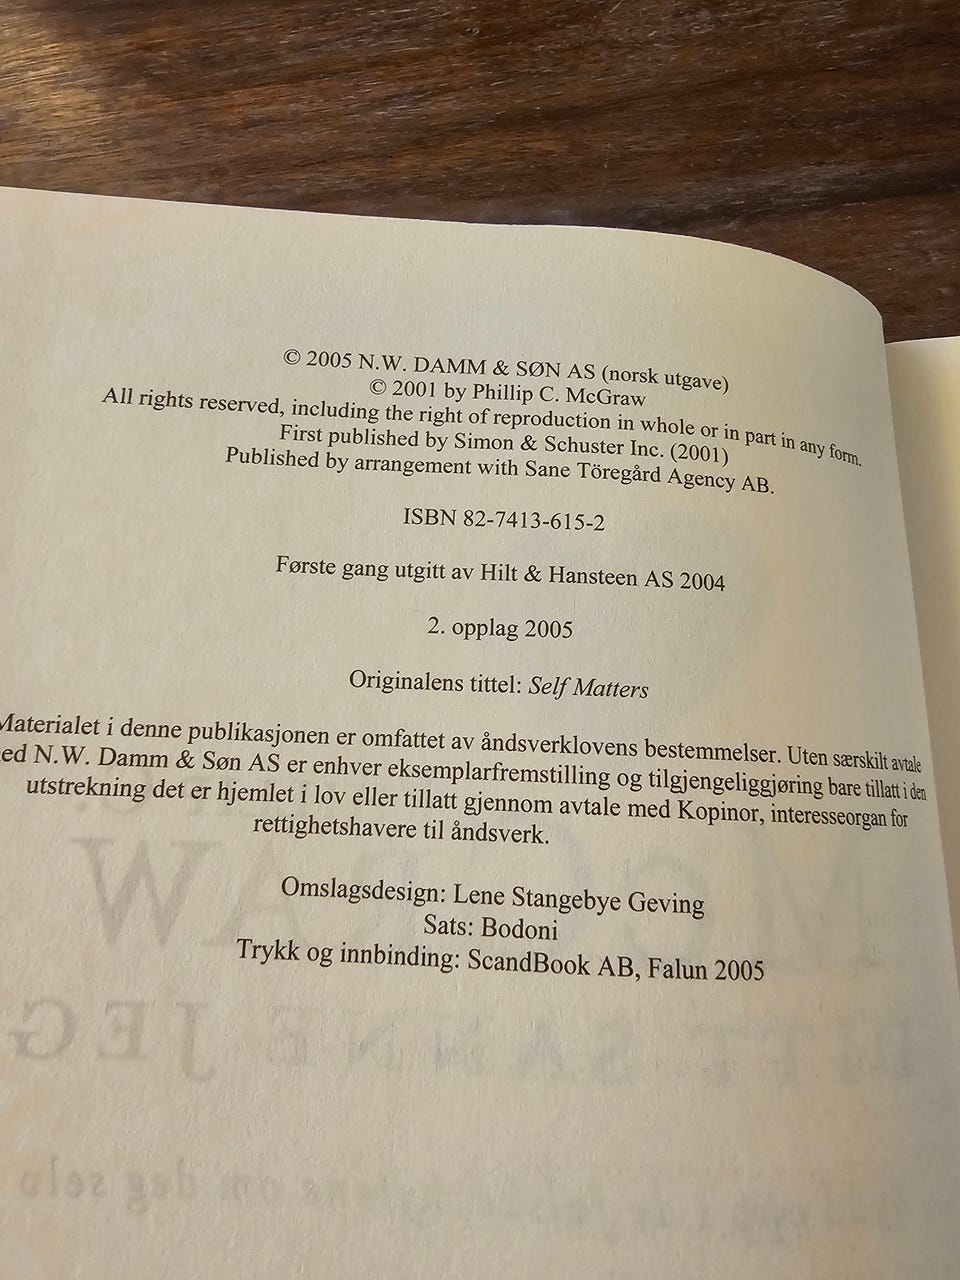 © 2005 N.W. DAMM & SØN AS (norsk utgave)
© 2001 by Phillip C. McGraw
All rights reserved, including the right of reproduction in whole or in part in any form.
First published by Simon & Schuster Inc. (2001)
Published by arrangement with Sane Töregård Agency AB.
ISBN 82-7413-615-2
Første gang utgitt av Hilt & Hansteen AS 2004
2. opplag 2005
Originalens tittel: Self Matters
Materialet i denne publikasjonen er omfattet av åndsverklovens bestemmelser. Uten særskilt avtale
ed N.W. Damm & Søn AS er enhver eksemplarfremstilling og tilgjengeliggjøring bare tillatt i den
utstrekning det er hjemlet i lov eller tillatt gjennom avtale med Kopinor, interesseorgan for
rettighetshavere til åndsverk.
Omslagsdesign: Lene Stangebye Geving
Sats: Bodoni
Trykk og innbinding: ScandBook AB, Falun 2005